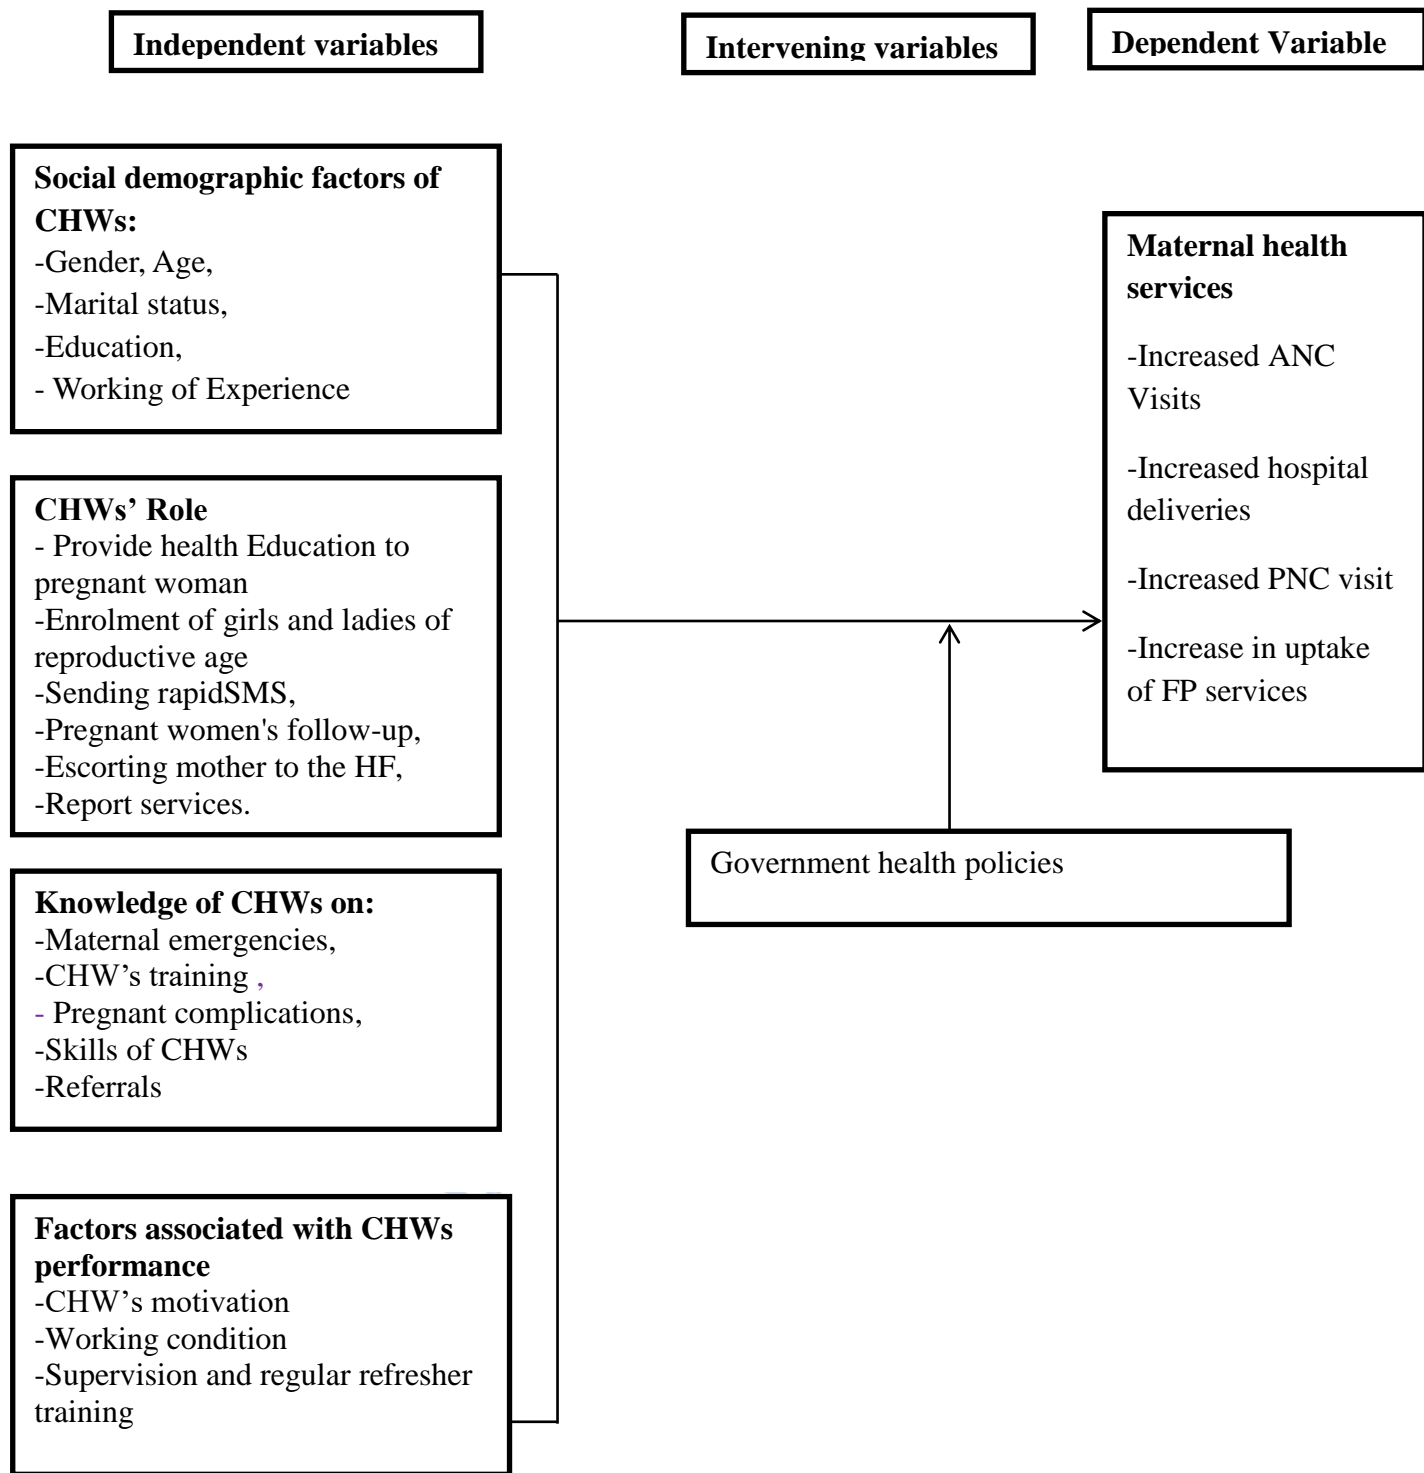 Independent variables
Intervening variables
Dependent Variable
Social demographic factors of
CHWs:
-Gender, Age,
-Marital status,
-Education,
- Working of Experience
CHWs’ Role
- Provide health Education to
pregnant woman
-Enrolment of girls and ladies of
reproductive age
-Sending rapidSMS,
-Pregnant women's follow-up,
-Escorting mother to the HF,
-Report services.
Knowledge of CHWs on:
-Maternal emergencies,
-CHW’s training ,
- Pregnant complications,
-Skills of CHWs
-Referrals
Factors associated with CHWs
performance
-CHW’s motivation
-Working condition
-Supervision and regular refresher
training
Government health policies
Maternal health
services
-Increased ANC
Visits
-Increased hospital
deliveries
-Increased PNC visit
-Increase in uptake
of FP services